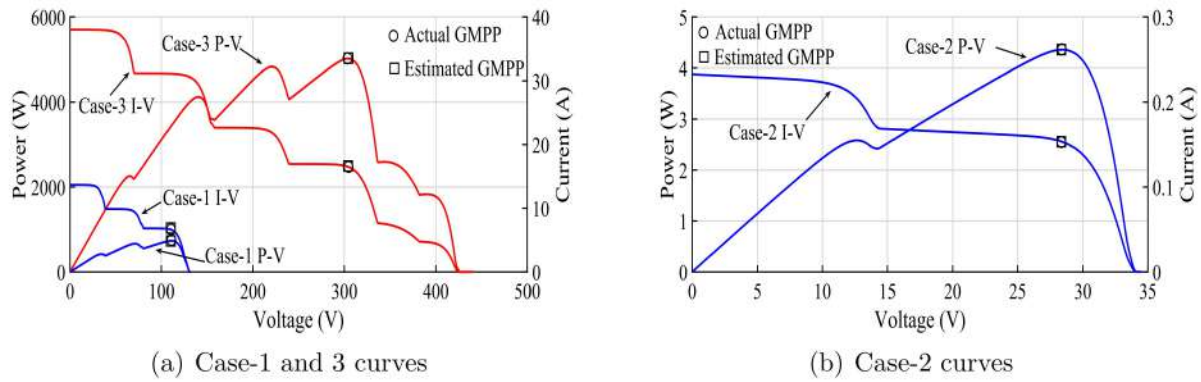 6000
4000
2000
0
Power (W)
Case-3 P-V
Case-3 I-V
Case-1 I-V
Case-1 P-V
Actual GMPP
Estimated GMPP
40
30
20
10
0
Current (A)
0 100 200 300 400 500
Voltage (V)
(a) Case-1 and 3 curves
5
4
3
2
1
0
Power (W)
Actual GMPP
Estimated GMPP
Case-2 P-V
Case-2 I-V
0.3
0.2
0.1
0
Current (A)
0 5 10 15 20 25 30 35
Voltage (V)
(b) Case-2 curves